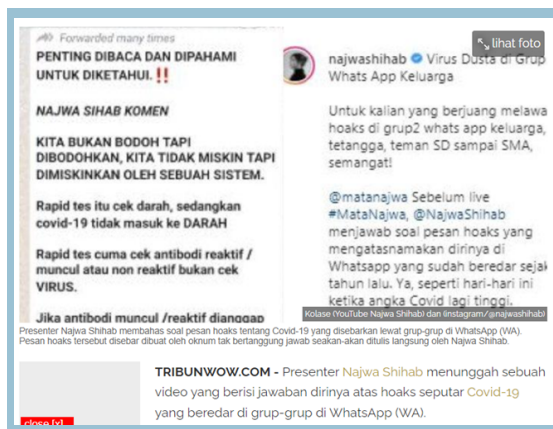 Forwarded many times
PENTING DIBACA DAN DIPAHAMI
UNTUK DIKETAHUI.‼️
NAJWA SIHAB KOMEN
KITA BUKAN BODOH TAPI
DIBODOHKAN, KITA TIDAK MISKIN TAPI
DIMISKINKAN OLEH SEBUAH SISTEM.
Rapid tes itu cek darah, sedangkan
covid-19 tidak masuk ke DARAH
Rapid tes cuma cek antibodi reaktif /
muncul atau non reaktif bukan cek
VIRUS.
Jika antibodi muncul /reaktif dianggap
lihat foto
najwashihab Virus Dusta di Grup
Whats App Keluarga
Untuk kalian yang berjuang melawa
hoaks di grup2 whats app keluarga,
tetangga, teman SD sampai SMA,
semangat!
@matanajwa Sebelum live
#MataNajwa, @NajwaShihab
menjawab soal pesan hoaks yang
mengatasnamakan dirinya di
Whatsapp yang sudah beredar sejak
tahun lalu. Ya, seperti hari-hari ini
ketika angka Covid lagi tinggi.
Kolase (YouTube Najwa Shihab) dan (instagram/@najwashihab)
Presenter Najwa Shihab membahas soal pesan hoaks tentang Covid-19 yang disebarkan lewat grup-grup di WhatsApp (WA).
Pesan hoaks tersebut disebar dibuat oleh oknum tak bertanggung jawab seakan-akan ditulis langsung oleh Najwa Shihab.
TRIBUNWOW.COM - Presenter Najwa Shihab menunggah sebuah
video yang berisi jawaban dirinya atas hoaks seputar Covid-19
yang beredar di grup-grup di WhatsApp (WA).
close [x]